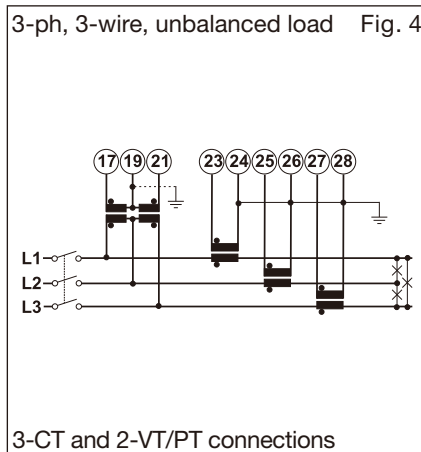 3-ph, 3-wire, unbalanced load Fig. 4
17 19 21 23 24 25 26 27 28
L1
L2
L3
3-CT and 2-VT/PT connections